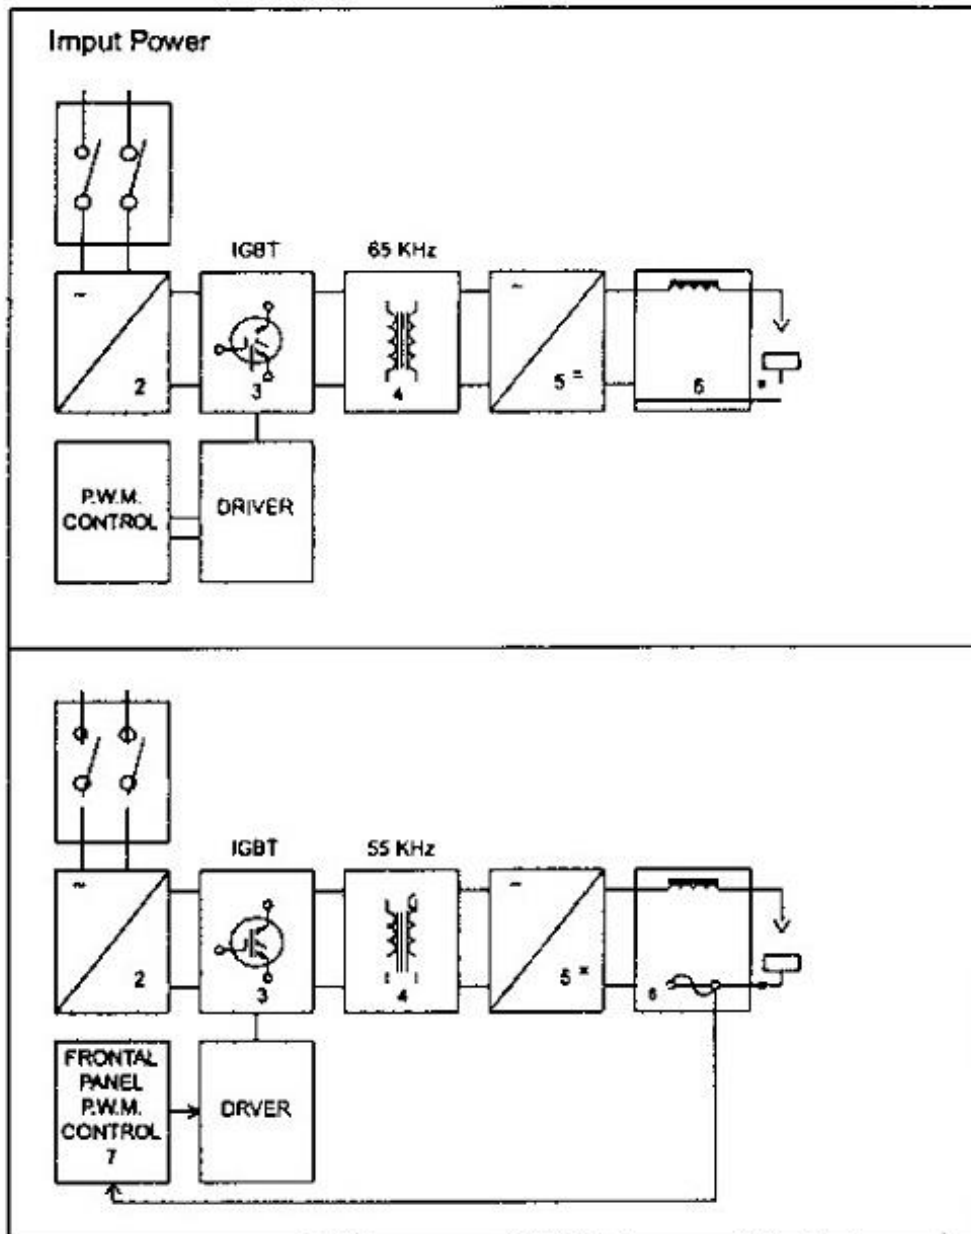 Imput Power
IGBT
65 KHz
~
2
3
4
~
5 =
6
P.W.M.
CONTROL
DRIVER
IGBT
55 KHz
~
2
3
4
~
5 =
6
FRONTAL
PANEL
P.W.M.
CONTROL
7
DRVER